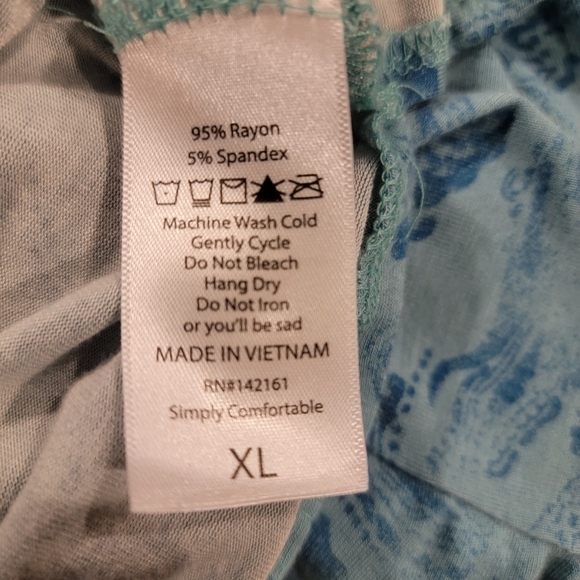 95% Rayon
5% Spandex
Machine Wash Cold
Gently Cycle
Do Not Bleach
Hang Dry
Do Not Iron
or you'll be sad
MADE IN VIETNAM
RN#142161
Simply Comfortable
XL